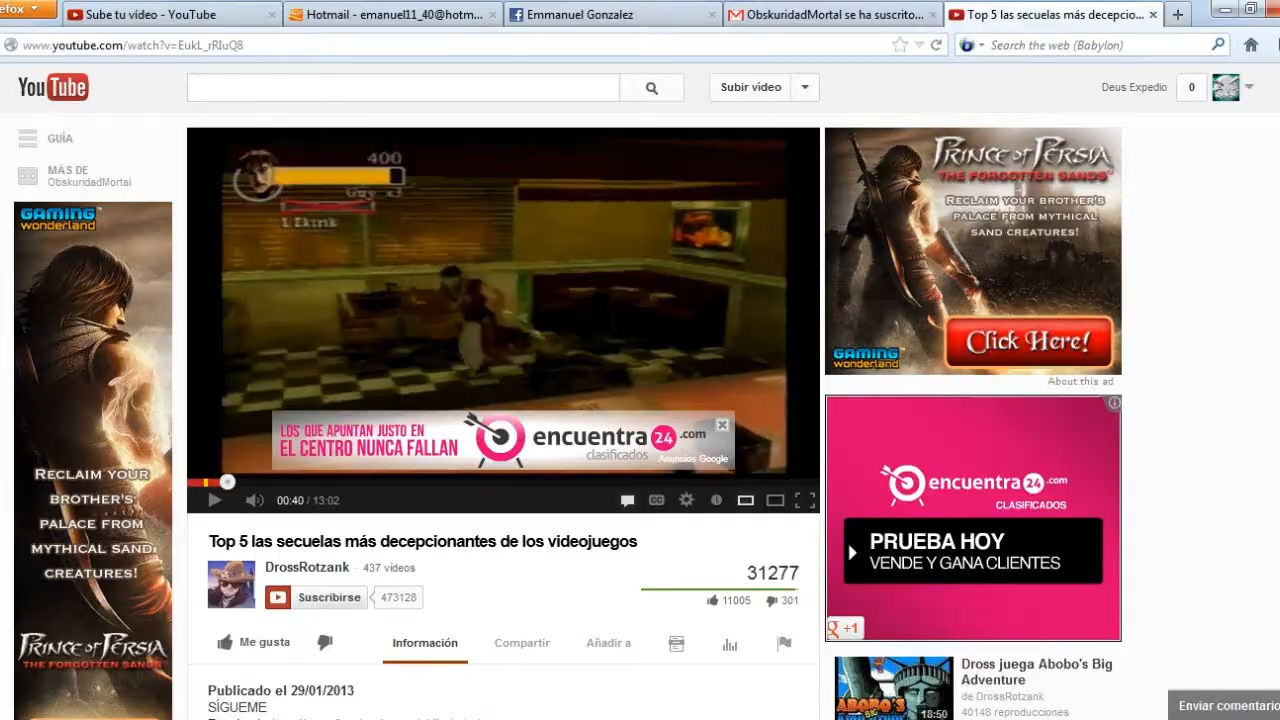 efox
Sube tu vídeo - YouTube
Hotmail - emanuel11_40@hotm...
Emmanuel Gonzalez
ObskuridadMortal se ha suscrito...
Top 5 las secuelas más decepcio...
www.youtube.com/watch?v=EukL_rRIuQ8
Search the web (Babylon)
YouTube
Subir vídeo
Deus Expedio
0
GUÍA
MÁS DE
ObskuridadMortal
GAMING
wonderland
RECLAIM YOUR
BROTHER'S
PALACE FROM
MYTHICAL SAND
CREATURES!
PRINCE OF PERSIA
THE FORGOTTEN SANDS
400
Guy x3
LOS QUE APUNTAN JUSTO EN
EL CENTRO NUNCA FALLAN
encuentra24.com
clasificados
Anuncios Google
00:40 / 13:02
CC
PRINCE OF PERSIA
THE FORGOTTEN SANDS
RECLAIM YOUR BROTHER'S
PALACE FROM MYTHICAL
SAND CREATURES!
Click Here!
GAMING
wonderland
About this ad
encuentra24.com
CLASIFICADOS
PRUEBA HOY
VENDE Y GANA CLIENTES
g +1
Top 5 las secuelas más decepcionantes de los videojuegos
DrossRotzank · 437 vídeos
Suscribirse
473128
31277
11005
301
Me gusta
Información
Compartir
Añadir a
Publicado el 29/01/2013
SÍGUEME
ABOBO'S
18:50
Dross juega Abobo's Big
Adventure
de DrossRotzank
40148 reproducciones
Enviar comentario